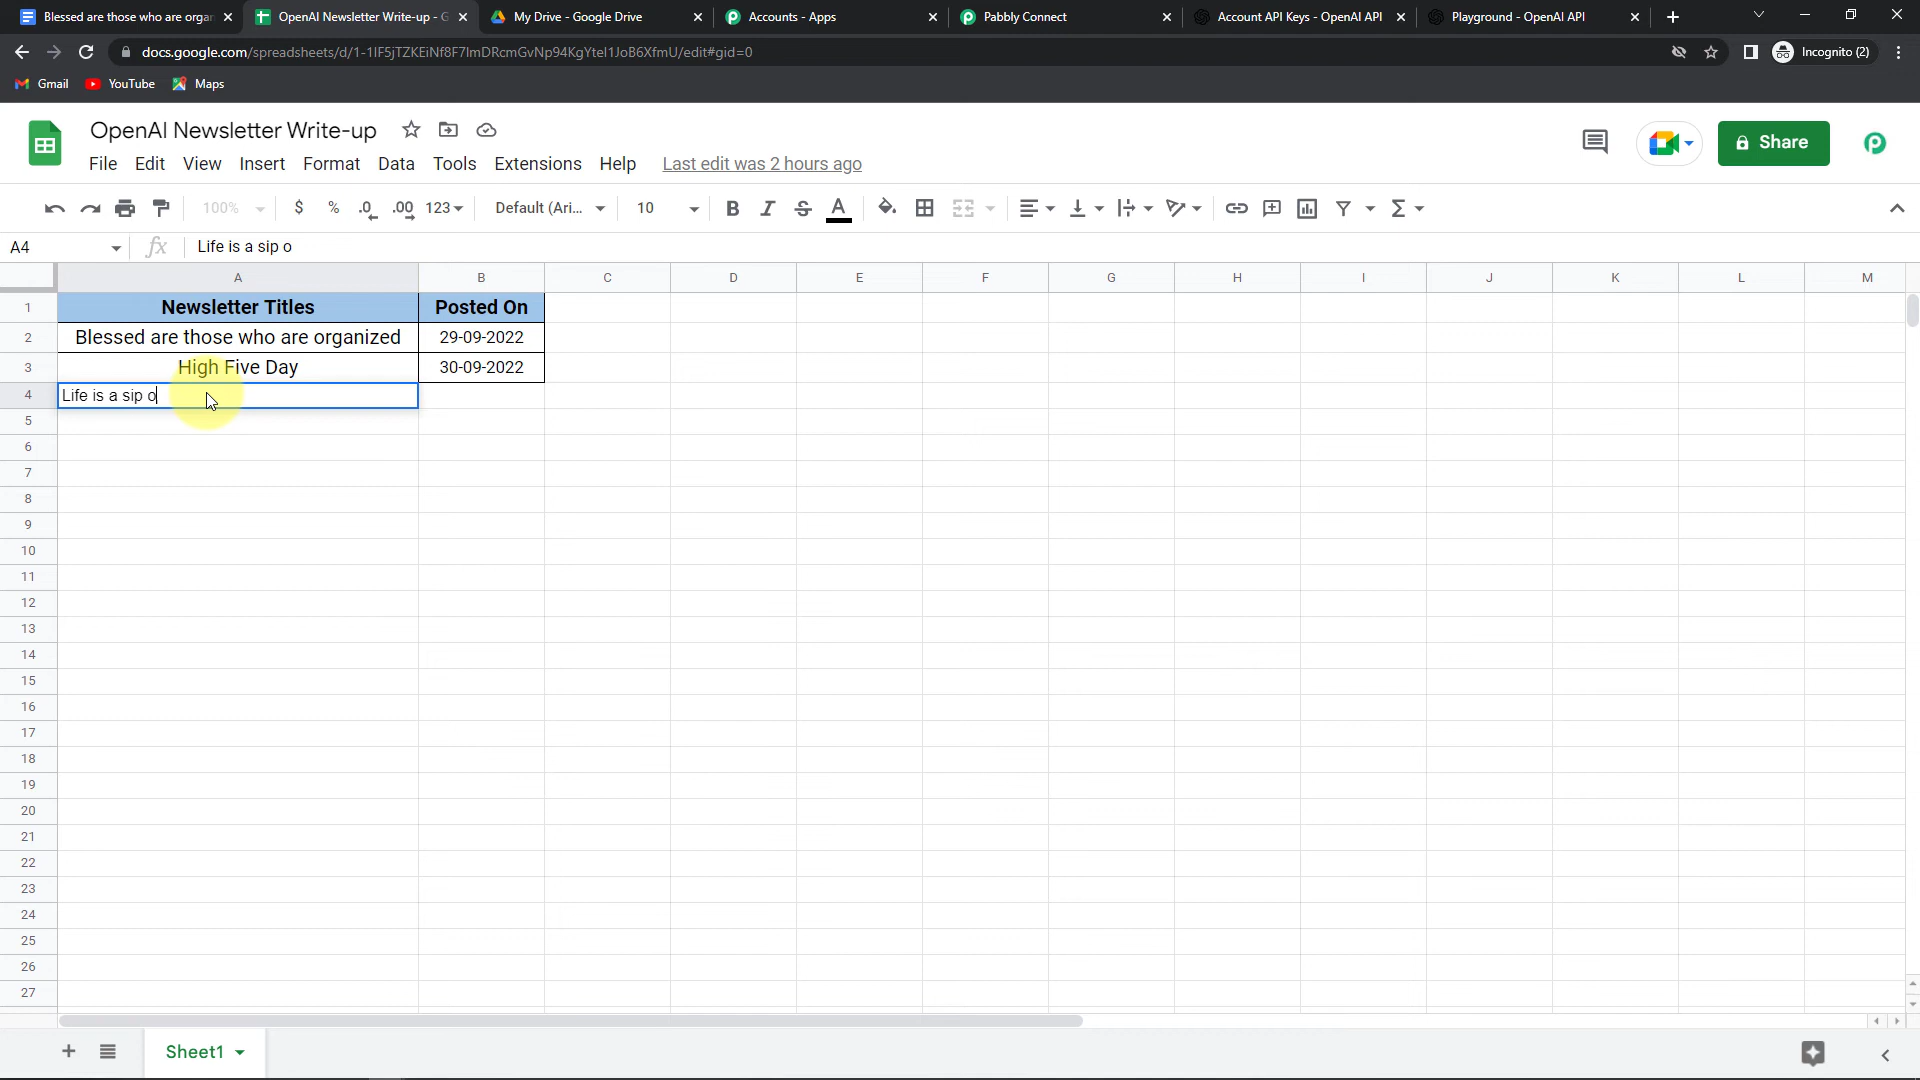 Blessed are those who are organ
OpenAI Newsletter Write-up - G
My Drive - Google Drive
Accounts - Apps
Pabbly Connect
Account API Keys - OpenAI API
Playground - OpenAI API
docs.google.com/spreadsheets/d/1-1IF5jTZKEiNf8F7lmDRcmGvNp94KgYtel1JoB6XfmU/edit#gid=0
Incognito (2)
Gmail
YouTube
Maps
OpenAI Newsletter Write-up
File Edit View Insert Format Data Tools Extensions Help Last edit was 2 hours ago
Share
100% $ % .0 .00 123 Default (Ari... 10 B I S A
A4 fx Life is a sip o
A B C D E F G H I J K L M
1 Newsletter Titles Posted On
2 Blessed are those who are organized 29-09-2022
3 High Five Day 30-09-2022
4 Life is a sip o
5
6
7
8
9
10
11
12
13
14
15
16
17
18
19
20
21
22
23
24
25
26
27
Sheet1